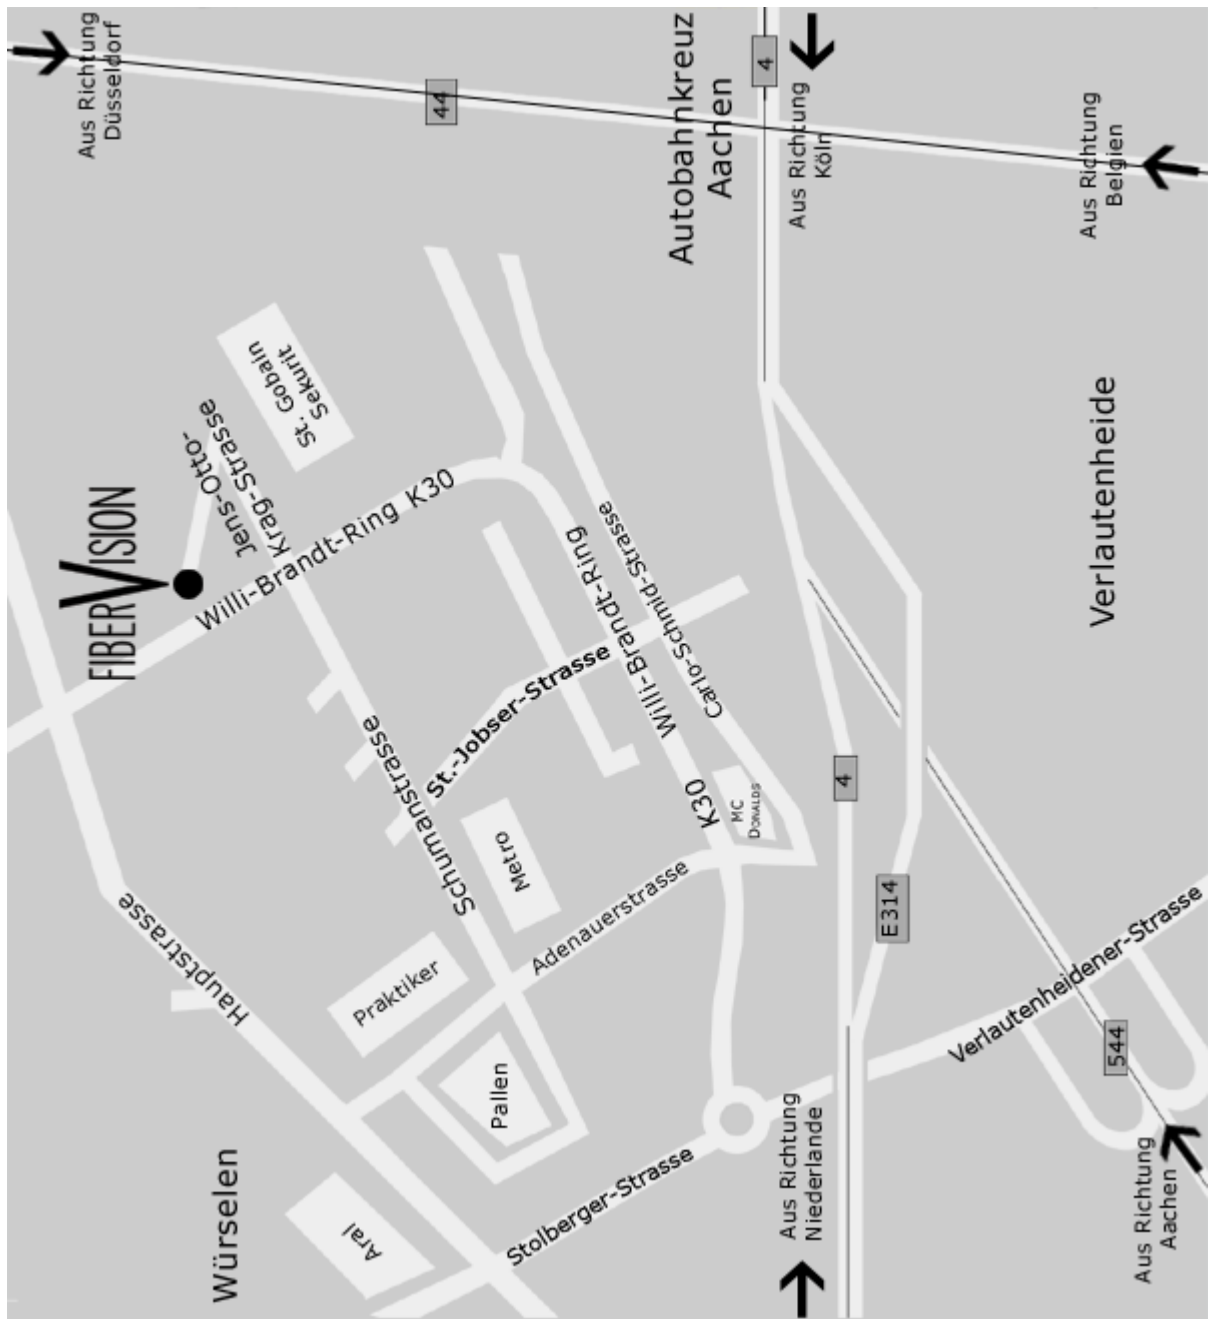 Aus Richtung
Düsseldorf
44
Autobahnkreuz
Aachen
4
Aus Richtung
Köln
Aus Richtung
Belgien
St. Gobain
Sekurit
Jens-Otto-
Krag-Strasse
FIBERVISION
Willi-Brandt-Ring K30
Willi-Brandt-Ring
K30
Carlo-Schmid-Strasse
St.-Jobser-Strasse
Schumanstrasse
Verlautenheide
MC
DONALDS
Metro
Adenauerstrasse
Hauptstrasse
Praktiker
Pallen
4
E314
Verlautenheidener-Strasse
544
Würselen
Aral
Stolberger-Strasse
Aus Richtung
Niederlande
Aus Richtung
Aachen